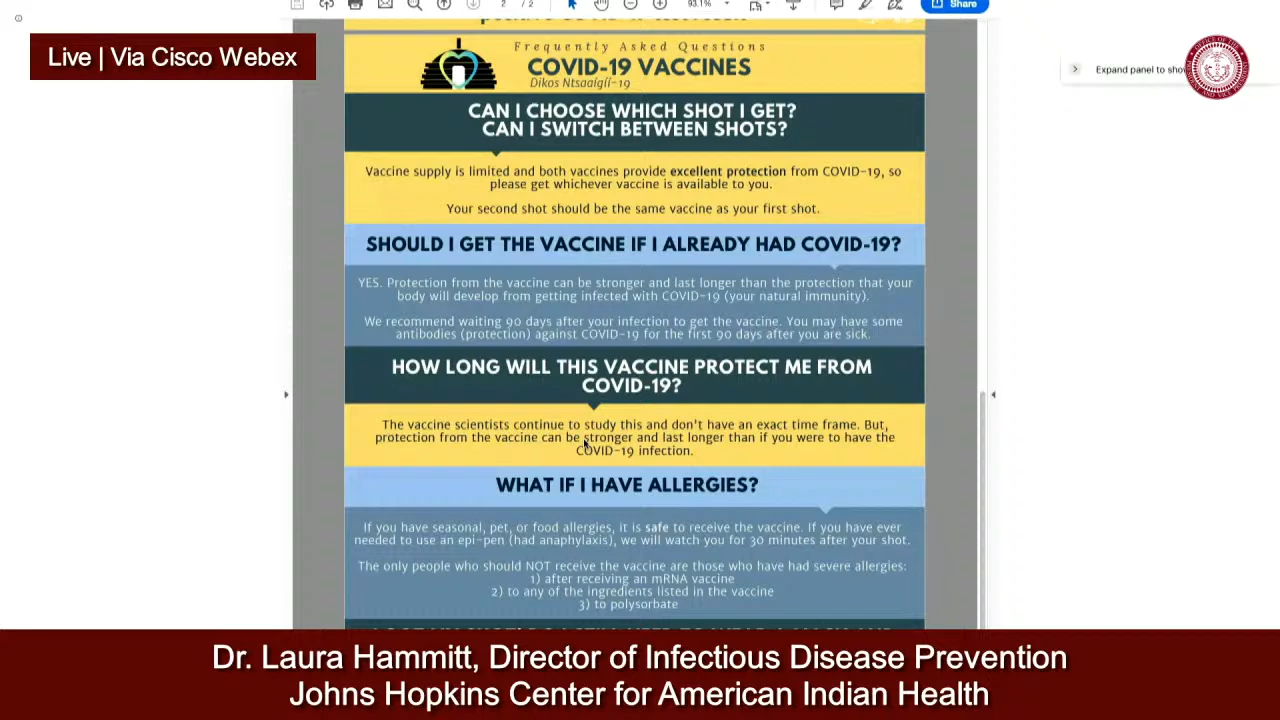 2 / 2
93.1%
Share
Live | Via Cisco Webex
Expand panel to sho
Frequently Asked Questions
COVID-19 VACCINES
Dikos Ntsaaígíí-19
CAN I CHOOSE WHICH SHOT I GET?
CAN I SWITCH BETWEEN SHOTS?
Vaccine supply is limited and both vaccines provide excellent protection from COVID-19, so
please get whichever vaccine is available to you.
Your second shot should be the same vaccine as your first shot.
SHOULD I GET THE VACCINE IF I ALREADY HAD COVID-19?
YES. Protection from the vaccine can be stronger and last longer than the protection that your
body will develop from getting infected with COVID-19 (your natural immunity).
We recommend waiting 90 days after your infection to get the vaccine. You may have some
antibodies (protection) against COVID-19 for the first 90 days after you are sick.
HOW LONG WILL THIS VACCINE PROTECT ME FROM
COVID-19?
The vaccine scientists continue to study this and don't have an exact time frame. But,
protection from the vaccine can be stronger and last longer than if you were to have the
COVID-19 infection.
WHAT IF I HAVE ALLERGIES?
If you have seasonal, pet, or food allergies, it is safe to receive the vaccine. If you have ever
needed to use an epi-pen (had anaphylaxis), we will watch you for 30 minutes after your shot.
The only people who should NOT receive the vaccine are those who have had severe allergies:
1) after receiving an mRNA vaccine
2) to any of the ingredients listed in the vaccine
3) to polysorbate
Dr. Laura Hammitt, Director of Infectious Disease Prevention
Johns Hopkins Center for American Indian Health